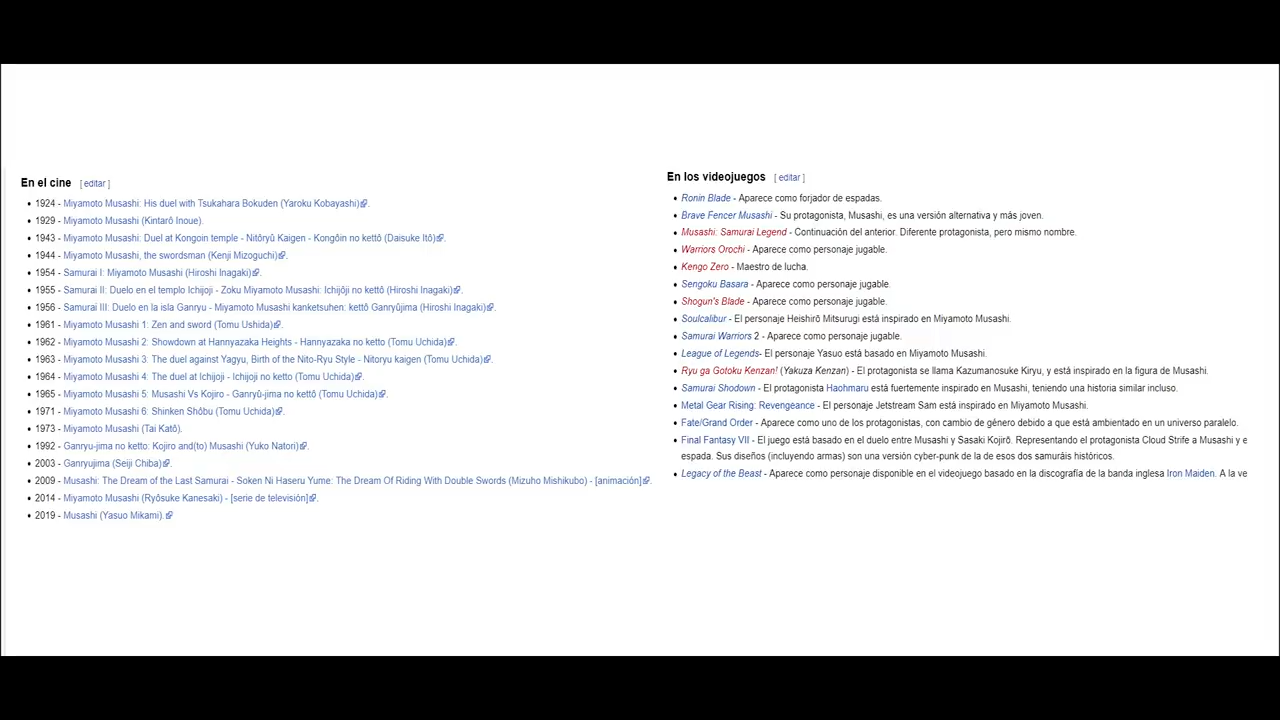 En el cine [ editar ]
• 1924 - Miyamoto Musashi: His duel with Tsukahara Bokuden (Yaroku Kobayashi).
• 1929 - Miyamoto Musashi (Kintarô Inoue).
• 1943 - Miyamoto Musashi: Duel at Kongoin temple - Nitôryû Kaigen - Kongôin no kettô (Daisuke Itô).
• 1944 - Miyamoto Musashi, the swordsman (Kenji Mizoguchi).
• 1954 - Samurai I: Miyamoto Musashi (Hiroshi Inagaki).
• 1955 - Samurai II: Duelo en el templo Ichijoji - Zoku Miyamoto Musashi: Ichijôji no kettô (Hiroshi Inagaki).
• 1956 - Samurai III: Duelo en la isla Ganryu - Miyamoto Musashi kanketsuhen: kettô Ganryûjima (Hiroshi Inagaki).
• 1961 - Miyamoto Musashi 1: Zen and sword (Tomu Ushida).
• 1962 - Miyamoto Musashi 2: Showdown at Hannyazaka Heights - Hannyazaka no ketto (Tomu Uchida).
• 1963 - Miyamoto Musashi 3: The duel against Yagyu, Birth of the Nito-Ryu Style - Nitoryu kaigen (Tomu Uchida).
• 1964 - Miyamoto Musashi 4: The duel at Ichijoji - Ichijoji no ketto (Tomu Uchida).
• 1965 - Miyamoto Musashi 5: Musashi Vs Kojiro - Ganryû-jima no kettô (Tomu Uchida).
• 1971 - Miyamoto Musashi 6: Shinken Shôbu (Tomu Uchida).
• 1973 - Miyamoto Musashi (Tai Katô).
• 1992 - Ganryu-jima no ketto: Kojiro and(to) Musashi (Yuko Natori).
• 2003 - Ganryujima (Seiji Chiba).
• 2009 - Musashi: The Dream of the Last Samurai - Soken Ni Haseru Yume: The Dream Of Riding With Double Swords (Mizuho Mishikubo) - [animación].
• 2014 - Miyamoto Musashi (Ryôsuke Kanesaki) - [serie de televisión].
• 2019 - Musashi (Yasuo Mikami).
En los videojuegos [ editar ]
• Ronin Blade - Aparece como forjador de espadas.
• Brave Fencer Musashi - Su protagonista, Musashi, es una versión alternativa y más joven.
• Musashi: Samurai Legend - Continuación del anterior. Diferente protagonista, pero mismo nombre.
• Warriors Orochi - Aparece como personaje jugable.
• Kengo Zero - Maestro de lucha.
• Sengoku Basara - Aparece como personaje jugable.
• Shogun's Blade - Aparece como personaje jugable.
• Soulcalibur - El personaje Heishirō Mitsurugi está inspirado en Miyamoto Musashi.
• Samurai Warriors 2 - Aparece como personaje jugable.
• League of Legends- El personaje Yasuo está basado en Miyamoto Musashi.
• Ryu ga Gotoku Kenzan! (Yakuza Kenzan) - El protagonista se llama Kazumanosuke Kiryu, y está inspirado en la figura de Musashi.
• Samurai Shodown - El protagonista Haohmaru está fuertemente inspirado en Musashi, teniendo una historia similar incluso.
• Metal Gear Rising: Revengeance - El personaje Jetstream Sam está inspirado en Miyamoto Musashi.
• Fate/Grand Order - Aparece como uno de los protagonistas, con cambio de género debido a que está ambientado en un universo paralelo.
• Final Fantasy VII - El juego está basado en el duelo entre Musashi y Sasaki Kojirō. Representando el protagonista Cloud Strife a Musashi y e
espada. Sus diseños (incluyendo armas) son una versión cyber-punk de la de esos dos samuráis históricos.
• Legacy of the Beast - Aparece como personaje disponible en el videojuego basado en la discografía de la banda inglesa Iron Maiden. A la ve